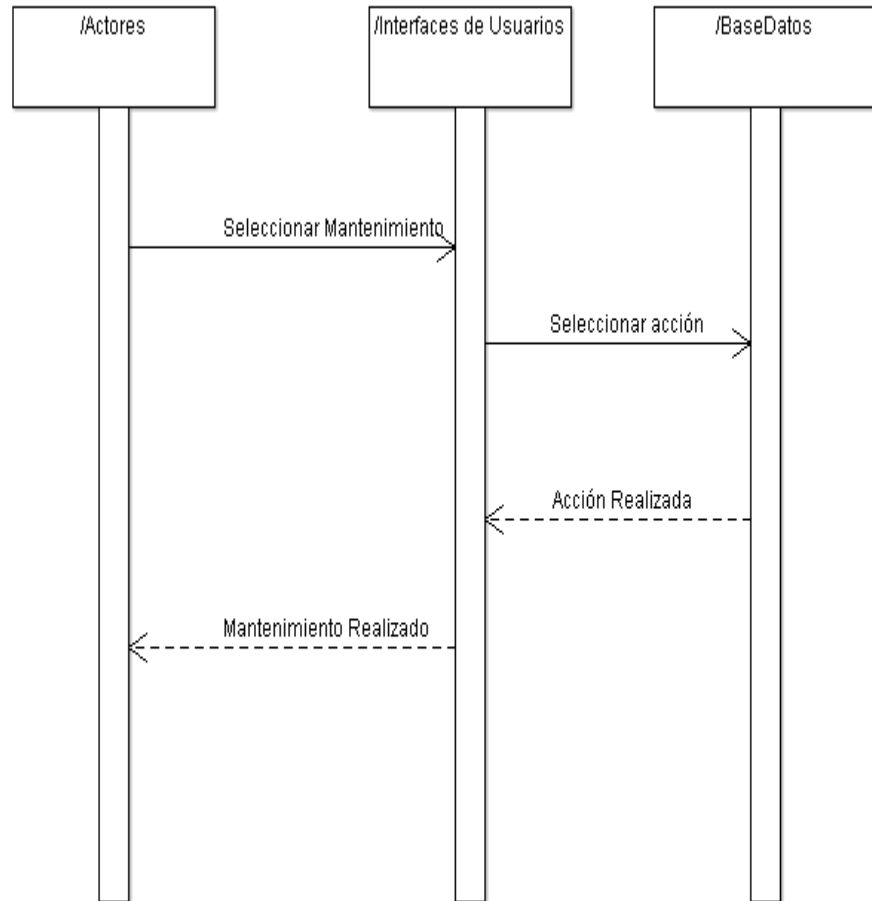 /Actores
/Interfaces de Usuarios
/BaseDatos
Seleccionar Mantenimiento
Seleccionar acción
Acción Realizada
Mantenimiento Realizado